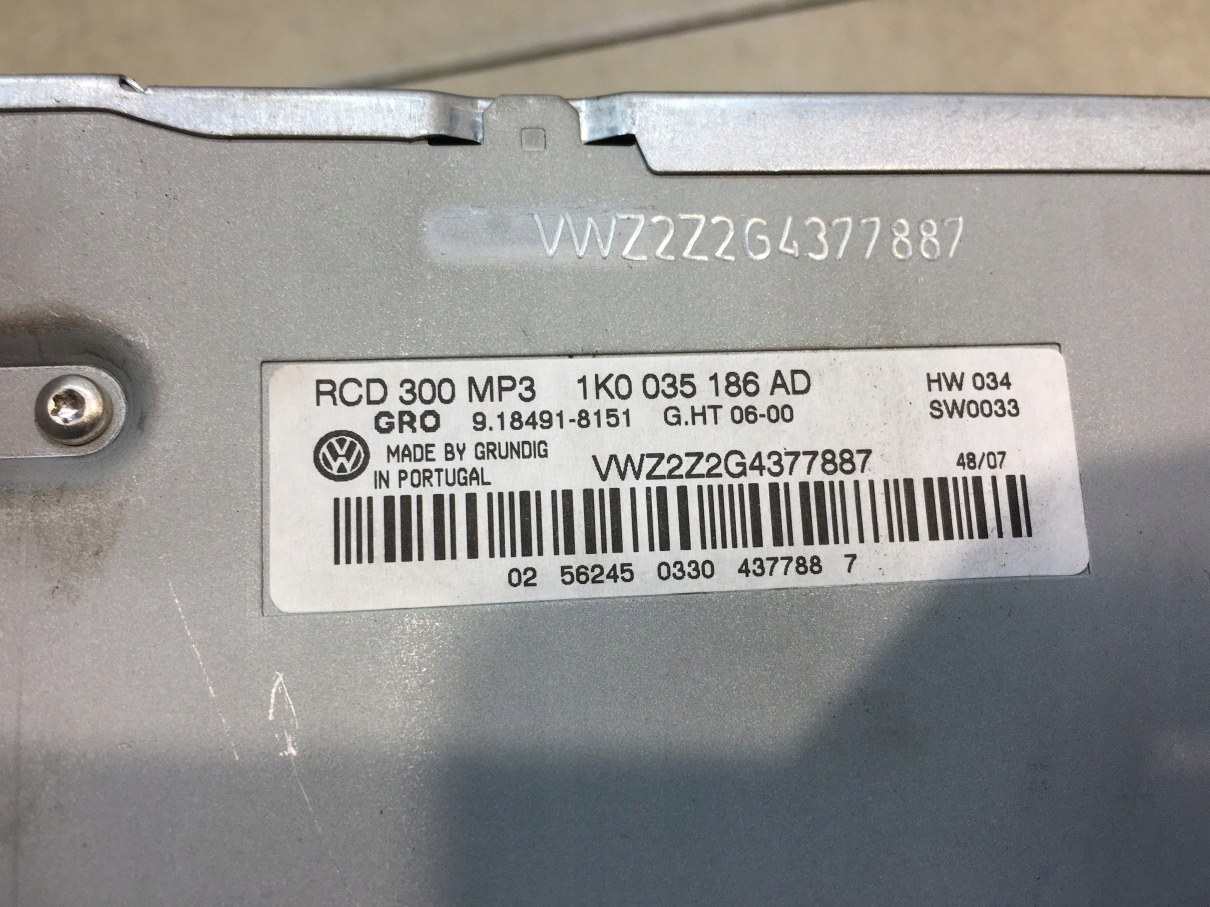 VWZ2Z2G4377887
RCD 300 MP3 1K0 035 186 AD HW 034
GRO 9.18491-8151 G.HT 06-00 SW0033
MADE BY GRUNDIG
IN PORTUGAL
VWZ2Z2G4377887 48/07
02 56245 0330 437788 7